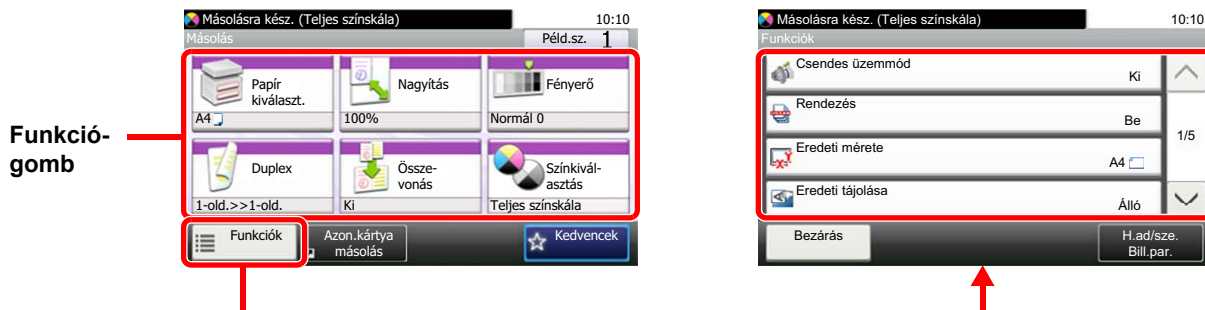 Funkció-
gomb
Másolásra kész. (Teljes színskála)
10:10
Másolás
Péld.sz. 1
Papír
kiválaszt.
A4
Nagyítás
100%
Fényerő
Normál 0
Duplex
1-old.>>1-old.
Össze-
vonás
Ki
Színkivál-
asztás
Teljes színskála
Funkciók
Azon.kártya
másolás
Kedvencek
Másolásra kész. (Teljes színskála)
10:10
Funkciók
Csendes üzemmód
Ki
Rendezés
Be
Eredeti mérete
A4
Eredeti tájolása
Álló
1/5
Bezárás
H.ad/sze.
Bill.par.